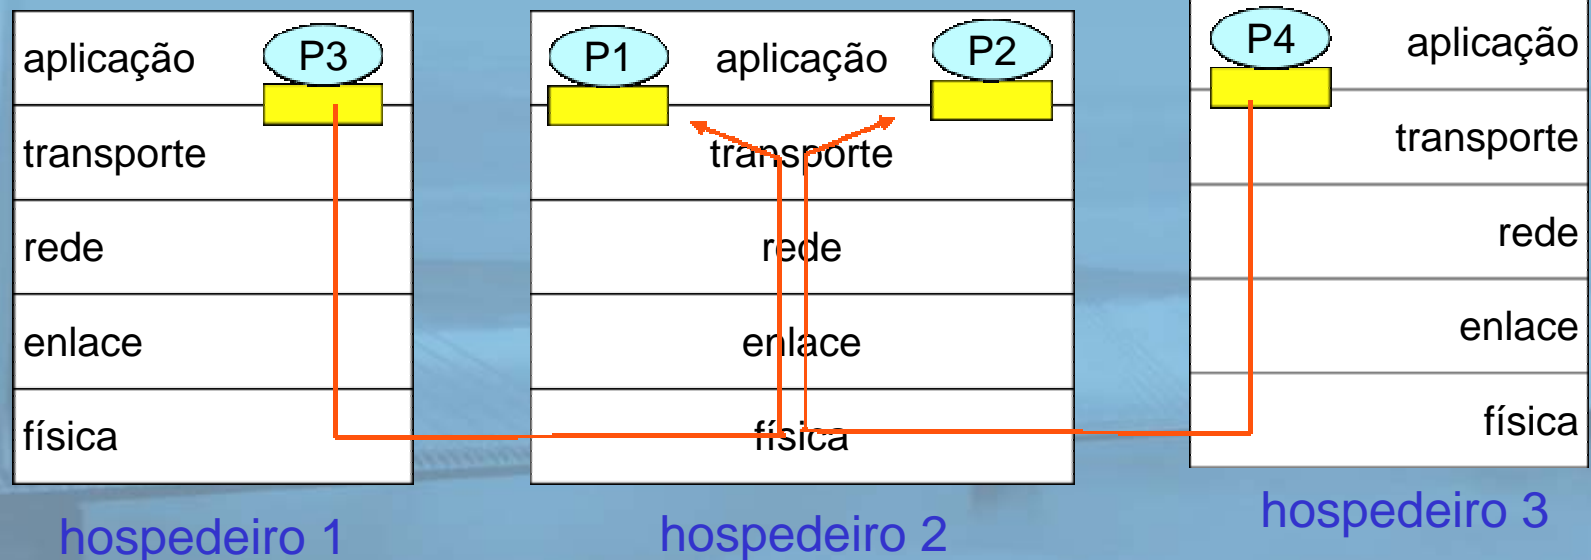 aplicação P3
transporte
rede
enlace
física
hospedeiro 1
P1 aplicação P2
transporte
rede
enlace
física
hospedeiro 2
P4 aplicação
transporte
rede
enlace
física
hospedeiro 3